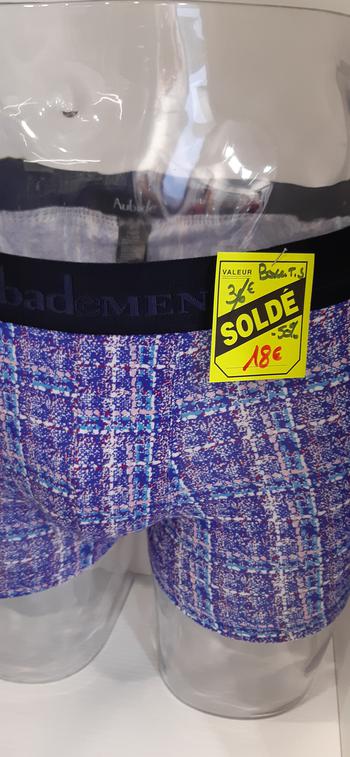 Aubade
badeMEN
VALEUR Boxer T.S
36€
SOLDÉ
-50%
18€